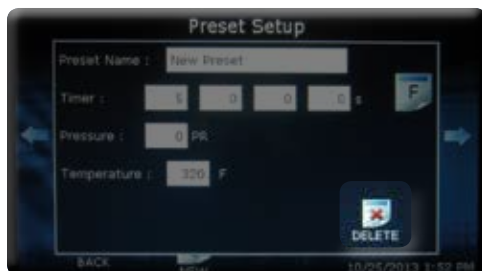 Preset Setup
Preset Name : New Preset
Timer : 5 0 0 0 s
F
Pressure : 0 PR
Temperature : 320 F
DELETE
BACK NEW 10/25/2013 1:52 PM